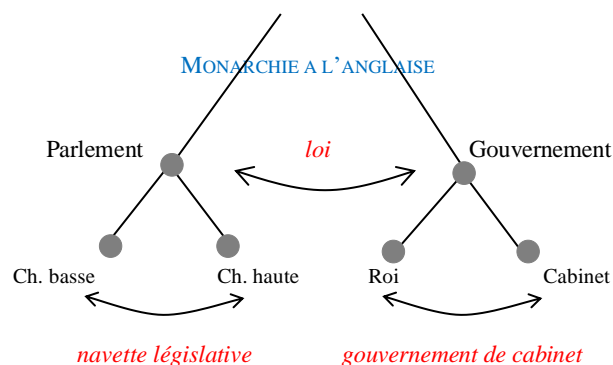 MONARCHIE A L'ANGLAISE
Parlement loi Gouvernement
Ch. basse Ch. haute Roi Cabinet
navette législative gouvernement de cabinet